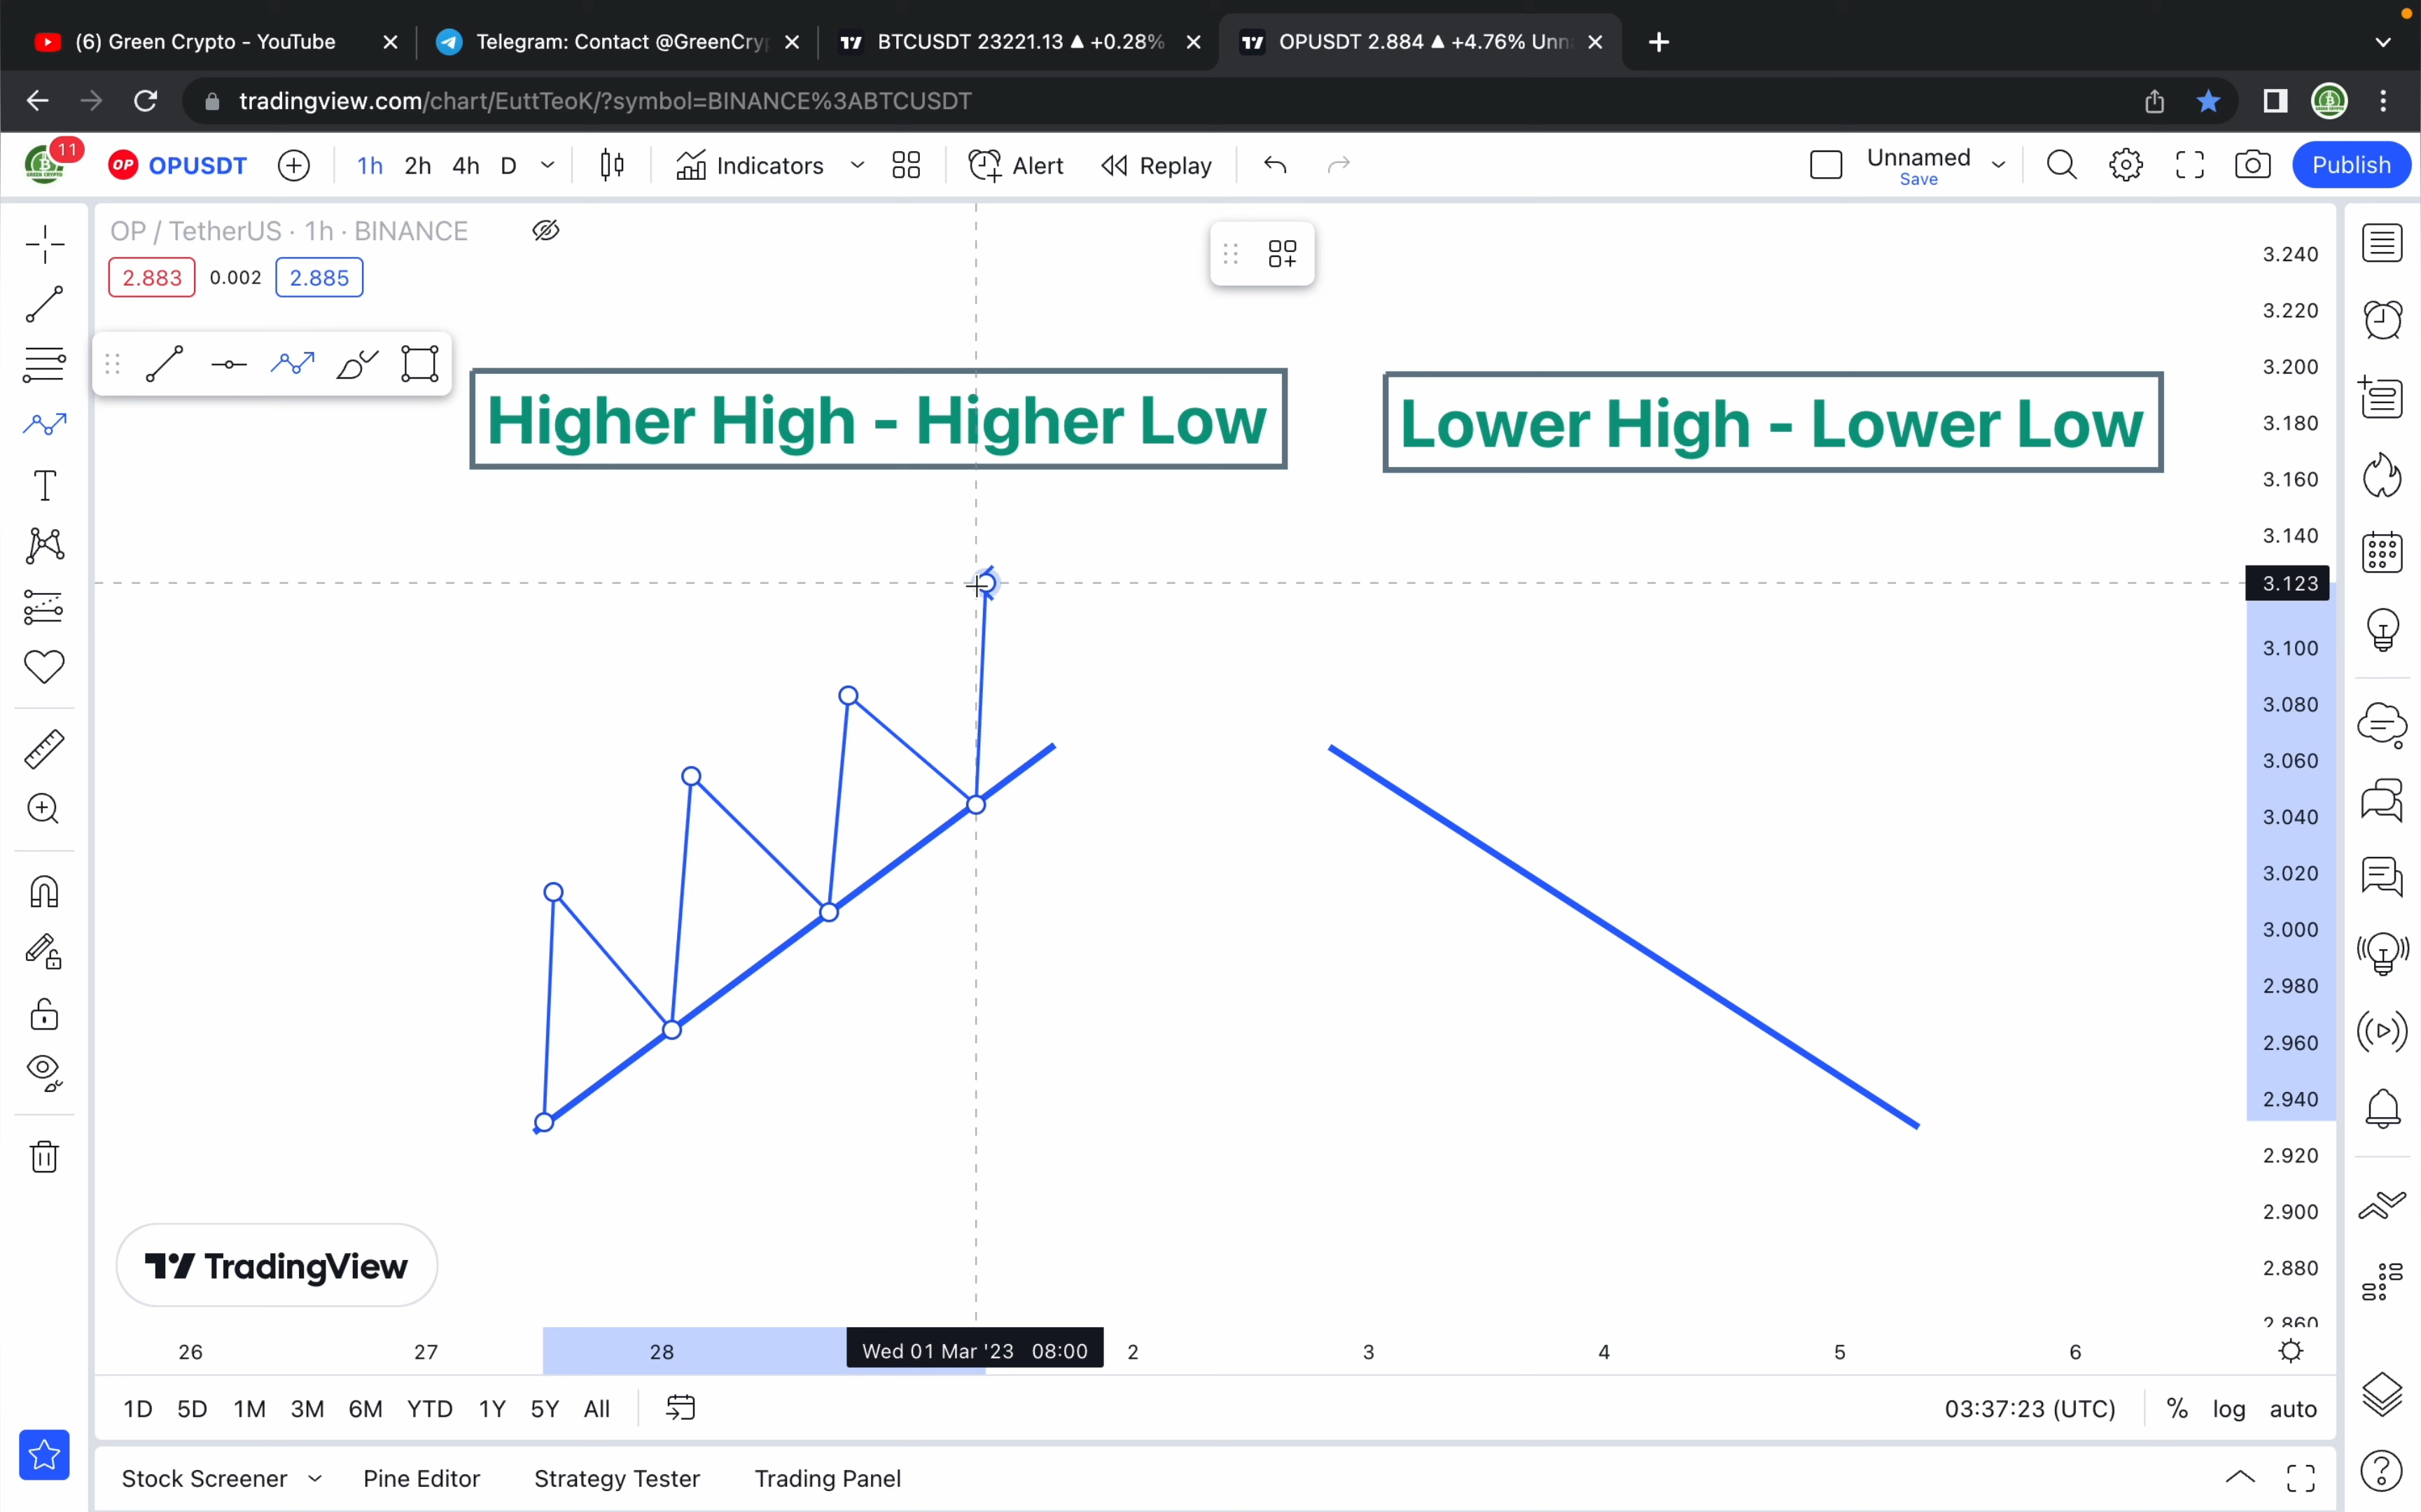 (6) Green Crypto - YouTube
Telegram: Contact @GreenCryp
BTCUSDT 23221.13 ▲ +0.28%
OPUSDT 2.884 ▲ +4.76% Unn
tradingview.com/chart/EuttTeoK/?symbol=BINANCE%3ABTCUSDT
11
OP OPUSDT
1h 2h 4h D
Indicators
Alert
Replay
Unnamed
Save
Publish
OP / TetherUS · 1h · BINANCE
2.883 0.002 2.885
Higher High - Higher Low
Lower High - Lower Low
3.240
3.220
3.200
3.180
3.160
3.140
3.123
3.100
3.080
3.060
3.040
3.020
3.000
2.980
2.960
2.940
2.920
2.900
2.880
2.860
TradingView
26 27 28 Wed 01 Mar '23 08:00 2 3 4 5 6
1D 5D 1M 3M 6M YTD 1Y 5Y All
03:37:23 (UTC) % log auto
Stock Screener Pine Editor Strategy Tester Trading Panel